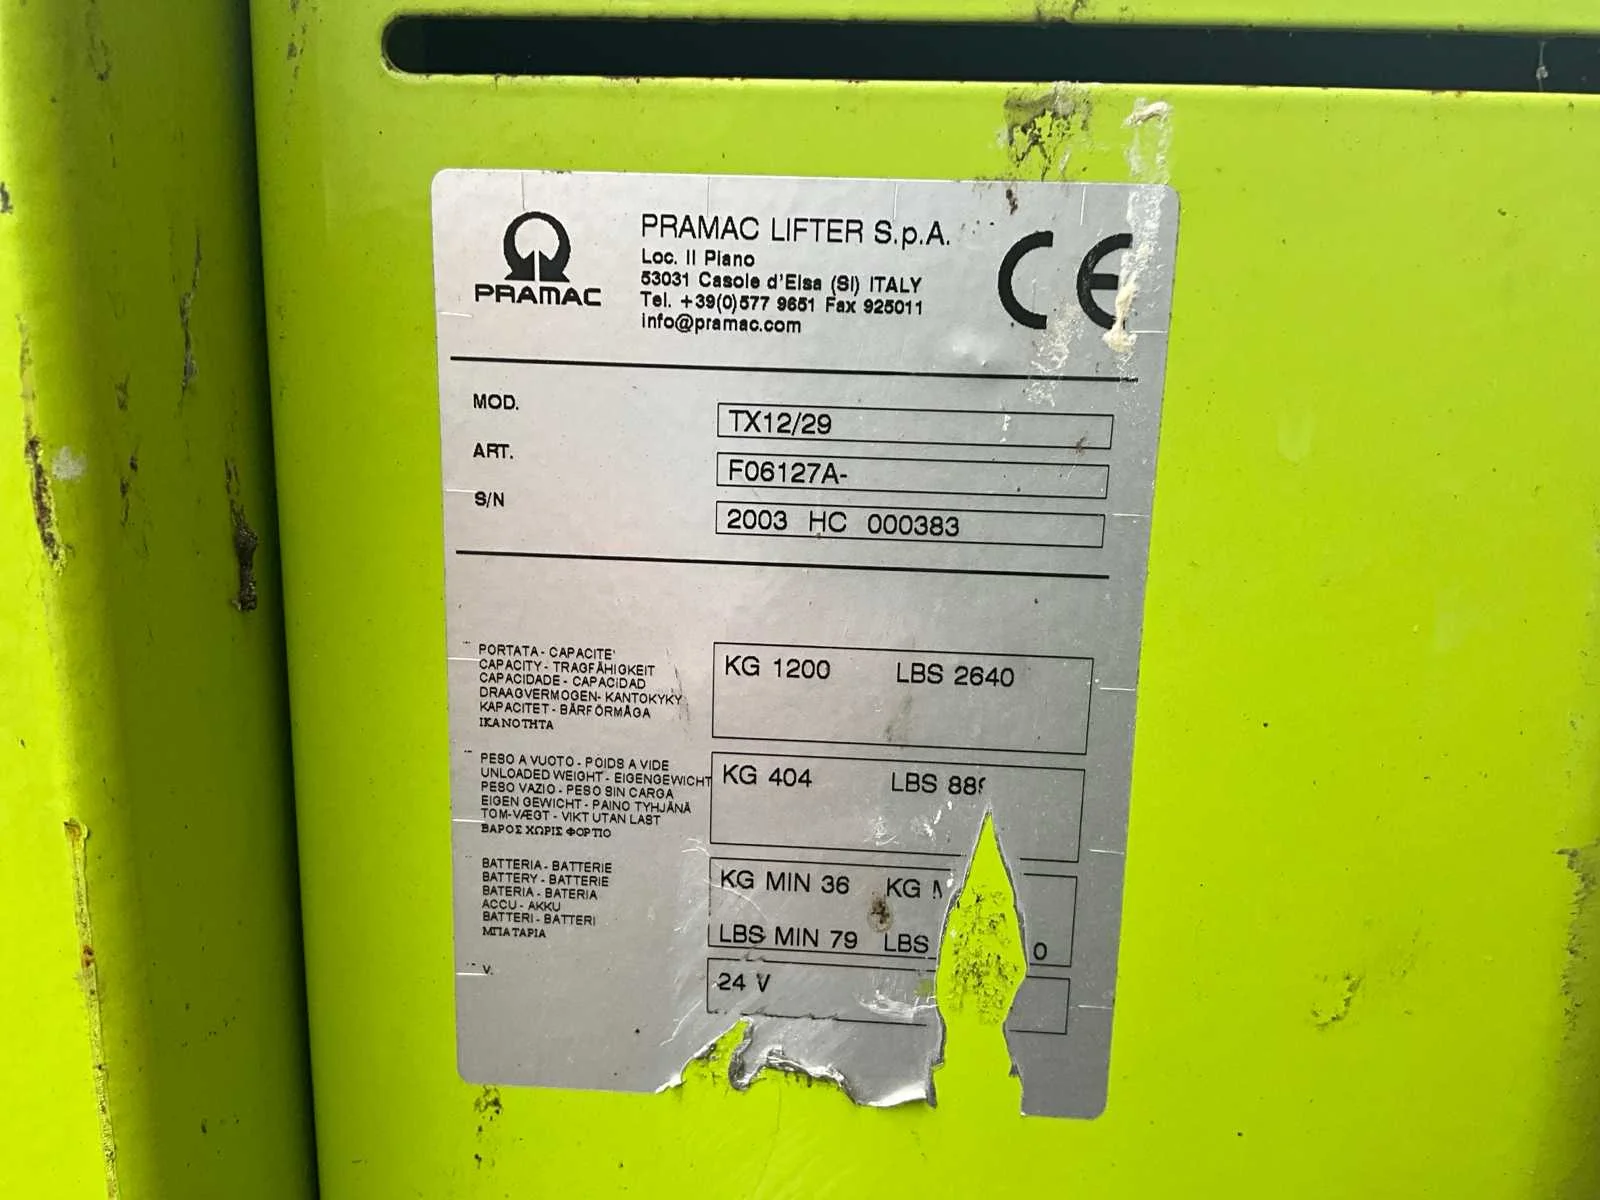 PRAMAC
PRAMAC LIFTER S.p.A.
Loc. Il Piano
53031 Casole d'Elsa (SI) ITALY
Tel. +39(0)577 9651 Fax 925011
info@pramac.com
CE
MOD.
TX12/29
ART.
F06127A-
S/N
2003 HC 000383
PORTATA - CAPACITE'
CAPACITY - TRAGFÄHIGKEIT
CAPACIDADE - CAPACIDAD
DRAAGVERMOGEN - KANTOKYKY
KAPACITET - BÄRFÖRMÅGA
ΙΚΑΝΟΤΗΤΑ
KG 1200 LBS 2640
PESO A VUOTO - POIDS A VIDE
UNLOADED WEIGHT - EIGENGEWICHT
PESO VAZIO - PESO SIN CARGA
EIGEN GEWICHT - PAINO TYHJÄNÄ
TOM-VÆGT - VIKT UTAN LAST
ΒΑΡΟΣ ΧΩΡΙΣ ΦΟΡΤΙΟ
KG 404 LBS
BATTERIA - BATTERIE
BATTERY - BATTERIE
BATERIA - BATERIA
ACCU - AKKU
BATTERI - BATTERI
ΜΠΑΤΑΡΙΑ
KG MIN 36 KG
LBS MIN 79 LBS
V.
24 V